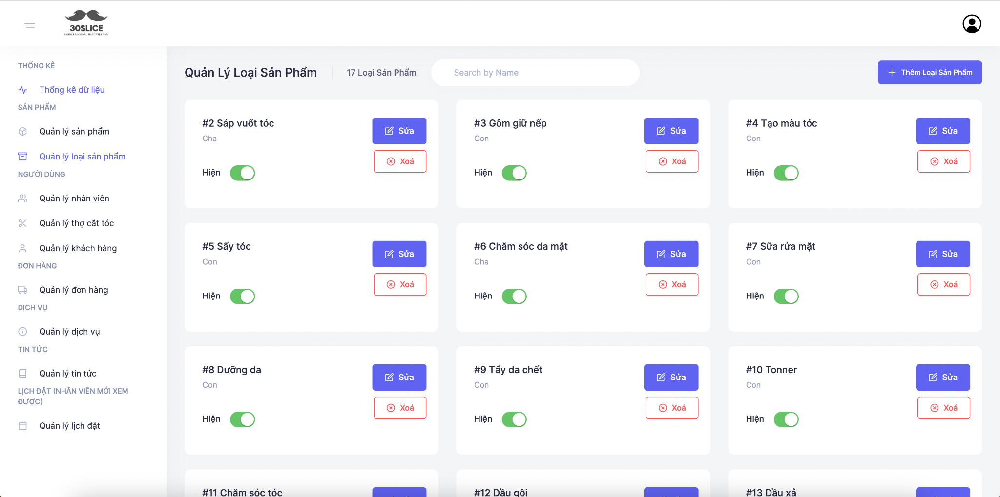 30SLICE
BARBER SHOP ĐẦU HÀNG VIỆT NAM
THỐNG KÊ
Thống kê dữ liệu
SẢN PHẨM
Quản lý sản phẩm
Quản lý loại sản phẩm
NGƯỜI DÙNG
Quản lý nhân viên
Quản lý thợ cắt tóc
Quản lý khách hàng
ĐƠN HÀNG
Quản lý đơn hàng
DỊCH VỤ
Quản lý dịch vụ
TIN TỨC
Quản lý tin tức
LỊCH ĐẶT (NHÂN VIÊN MỚI XEM
ĐƯỢC)
Quản lý lịch đặt
Quản Lý Loại Sản Phẩm
17 Loại Sản Phẩm
Search by Name
Thêm Loại Sản Phẩm
#2 Sáp vuốt tóc
Cha
Hiện
Sửa
Xoá
#3 Gôm giữ nếp
Con
Hiện
Sửa
Xoá
#4 Tạo màu tóc
Con
Hiện
Sửa
Xoá
#5 Sấy tóc
Con
Hiện
Sửa
Xoá
#6 Chăm sóc da mặt
Cha
Hiện
Sửa
Xoá
#7 Sữa rửa mặt
Con
Hiện
Sửa
Xoá
#8 Dưỡng da
Con
Hiện
Sửa
Xoá
#9 Tẩy da chết
Con
Hiện
Sửa
Xoá
#10 Tonner
Con
Hiện
Sửa
Xoá
#11 Chăm sóc tóc
#12 Dầu gội
#13 Dầu xả